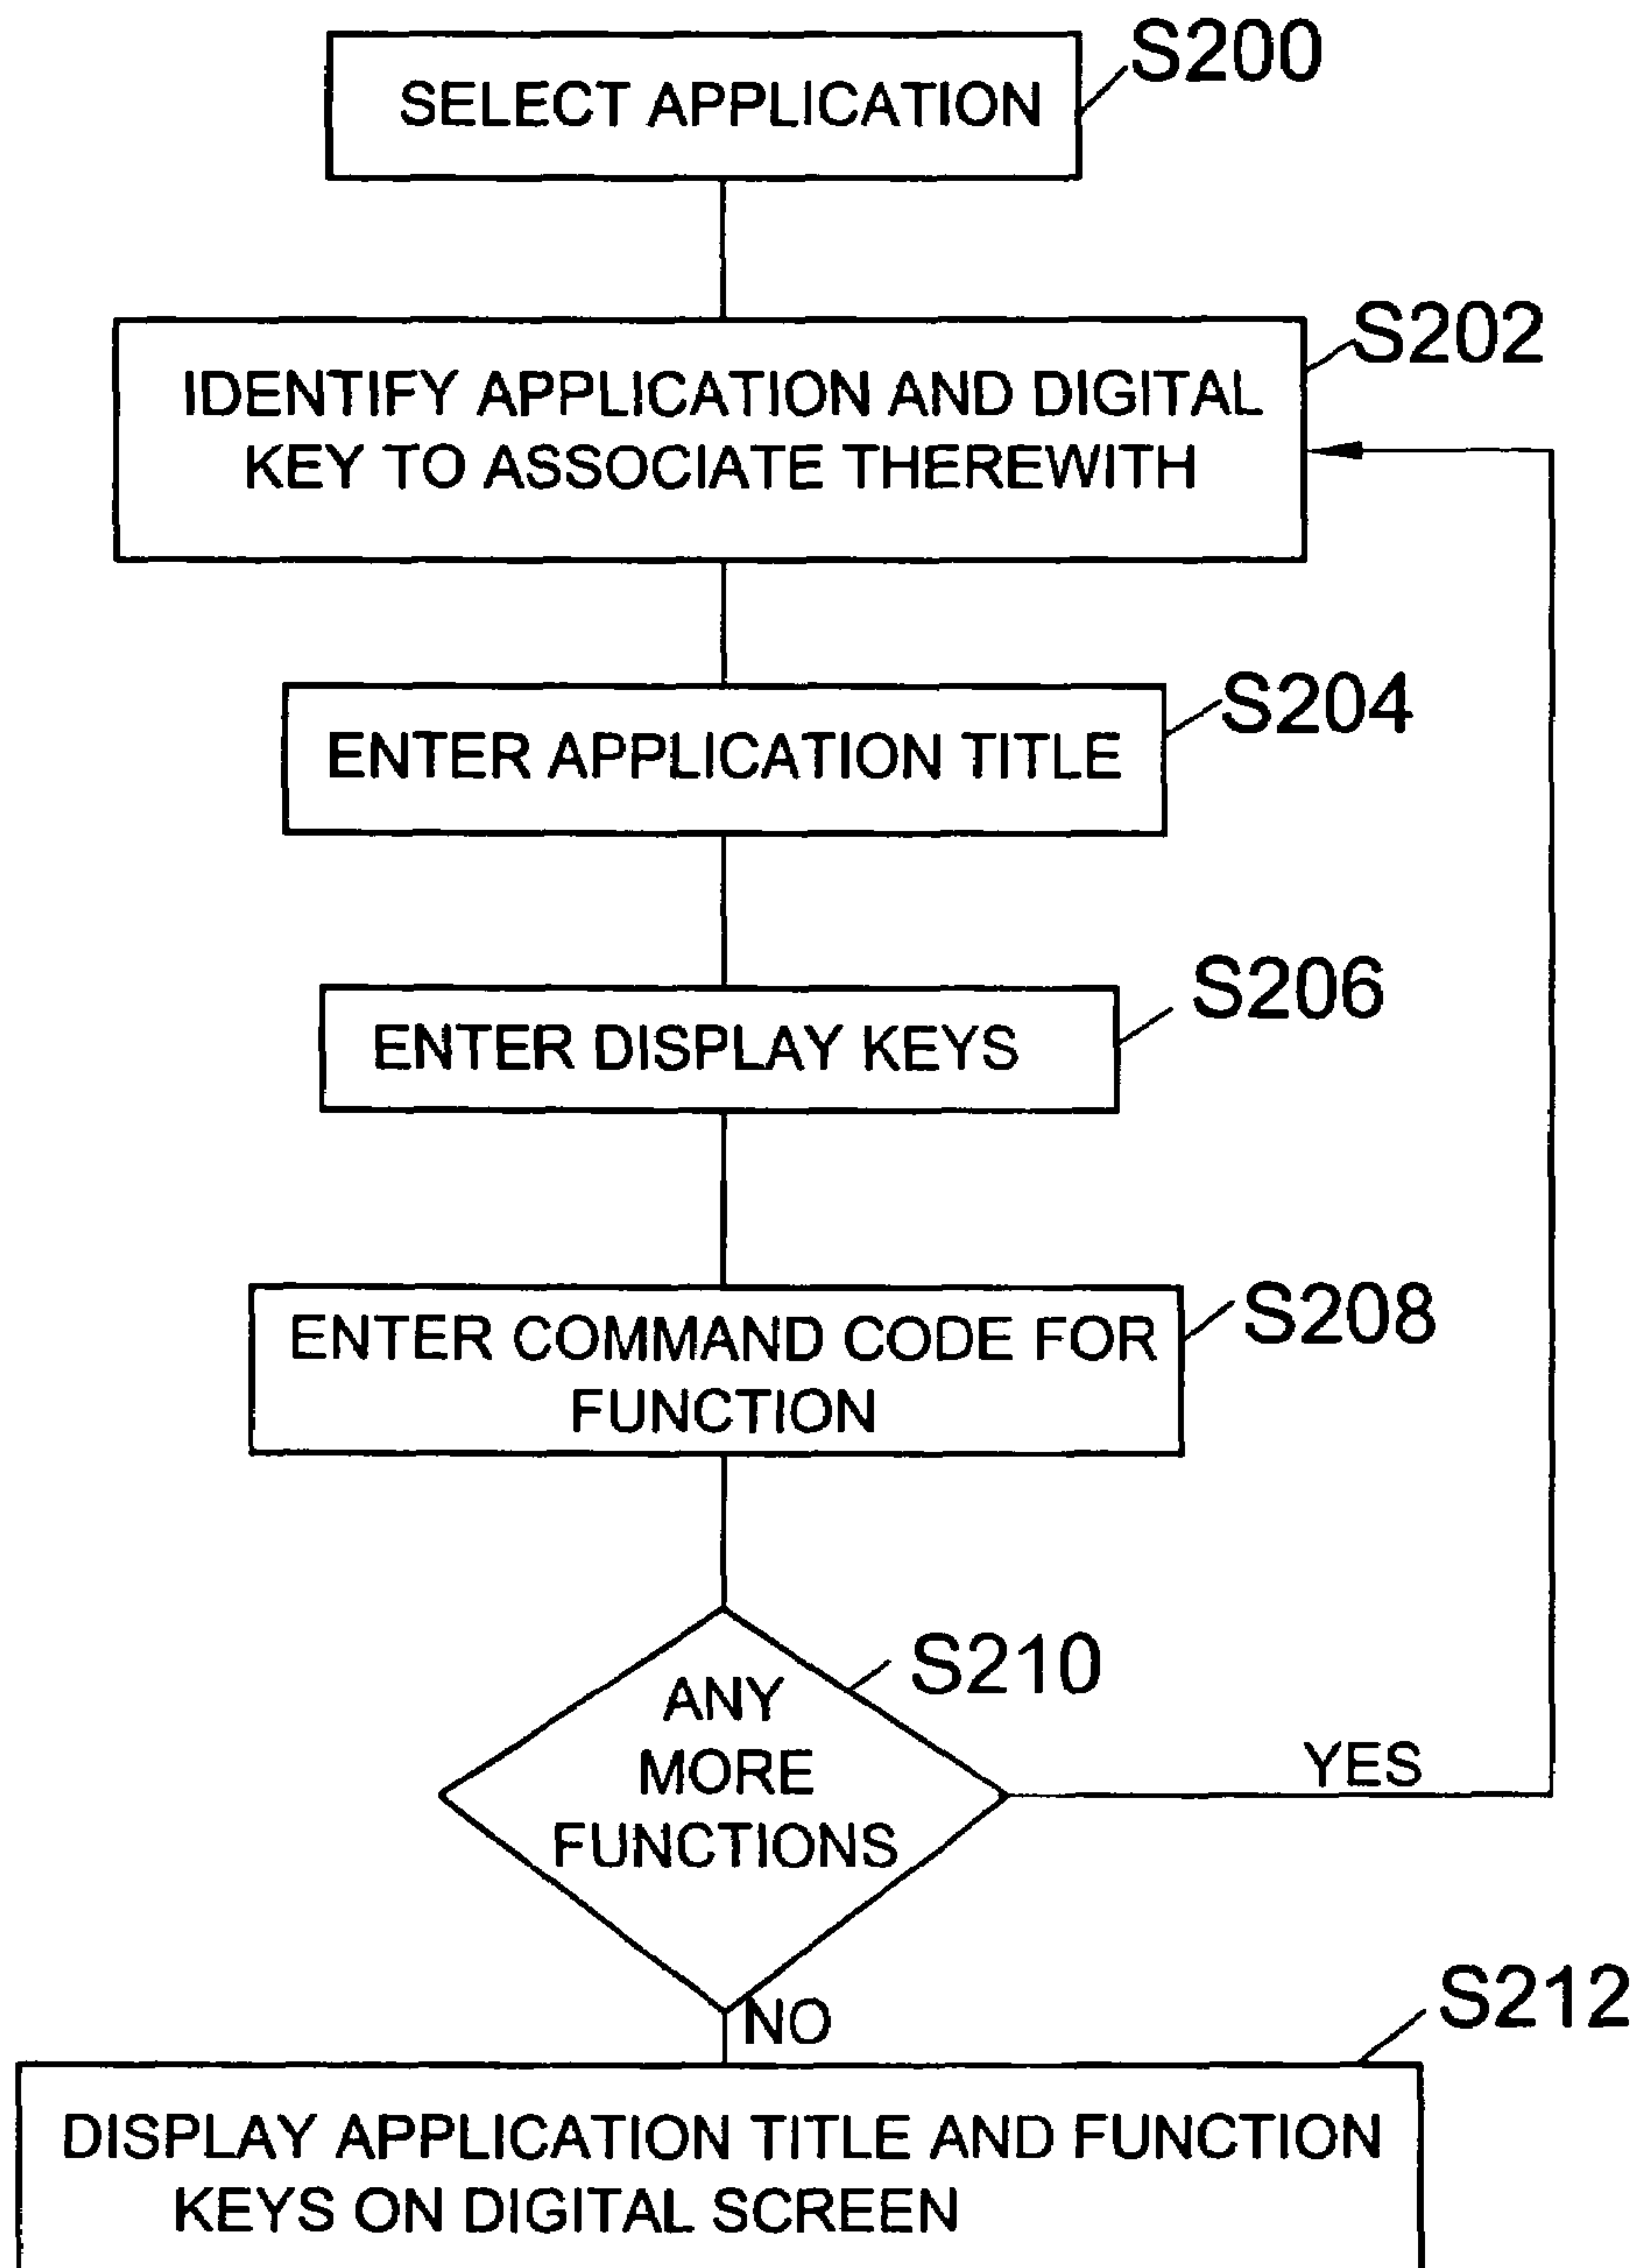 S200
SELECT APPLICATION
S202
IDENTIFY APPLICATION AND DIGITAL
KEY TO ASSOCIATE THEREWITH
S204
ENTER APPLICATION TITLE
S206
ENTER DISPLAY KEYS
S208
ENTER COMMAND CODE FOR
FUNCTION
S210
ANY
MORE
FUNCTIONS
YES
NO
S212
DISPLAY APPLICATION TITLE AND FUNCTION
KEYS ON DIGITAL SCREEN